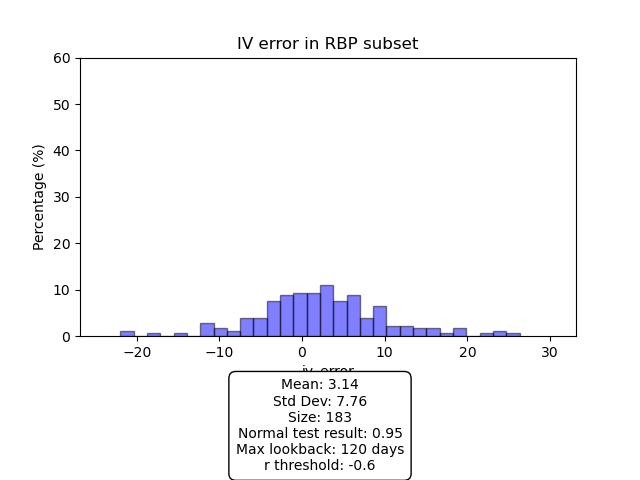 IV error in RBP subset
60
50
40
30
20
10
0
Percentage (%)
−20
−10
0
10
20
30
iv_error
Mean: 3.14
Std Dev: 7.76
Size: 183
Normal test result: 0.95
Max lookback: 120 days
r threshold: -0.6